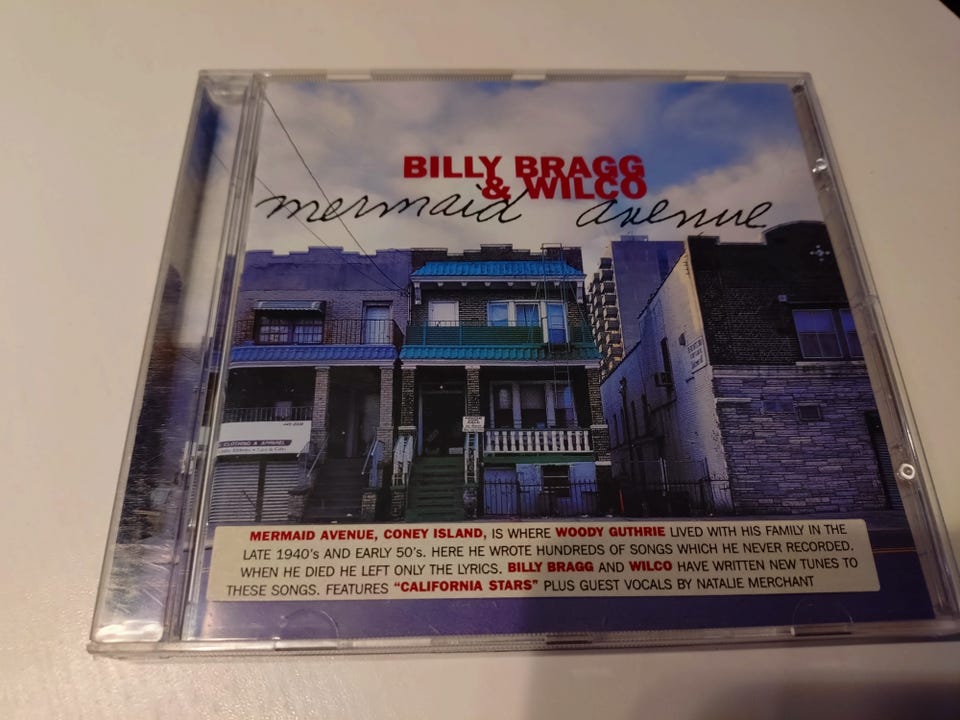 BILLY BRAGG
& WILCO
mermaid avenue
CLOTHING & APPAREL
MERMAID AVENUE, CONEY ISLAND, IS WHERE WOODY GUTHRIE LIVED WITH HIS FAMILY IN THE
LATE 1940's AND EARLY 50's. HERE HE WROTE HUNDREDS OF SONGS WHICH HE NEVER RECORDED.
WHEN HE DIED HE LEFT ONLY THE LYRICS. BILLY BRAGG AND WILCO HAVE WRITTEN NEW TUNES TO
THESE SONGS. FEATURES "CALIFORNIA STARS" PLUS GUEST VOCALS BY NATALIE MERCHANT